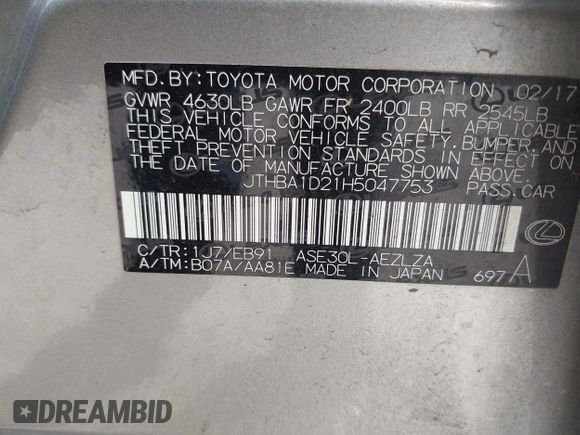 MFD.BY:TOYOTA MOTOR CORPORATION 02/17
GVWR 4630LB GAWR FR 2400LB RR 2545LB
THIS VEHICLE CONFORMS TO ALL APPLICABLE
FEDERAL MOTOR VEHICLE SAFETY,BUMPER,AND
THEFT PREVENTION STANDARDS IN EFFECT ON
THE DATE OF MANUFACTURE SHOWN ABOVE.
JTHBA1D21H5047753 PASS.CAR
C/TR:1J7/EB91 ASE30L-AEZLZA
A/TM:B07A/AA81E MADE IN JAPAN 697 A
DREAMBID